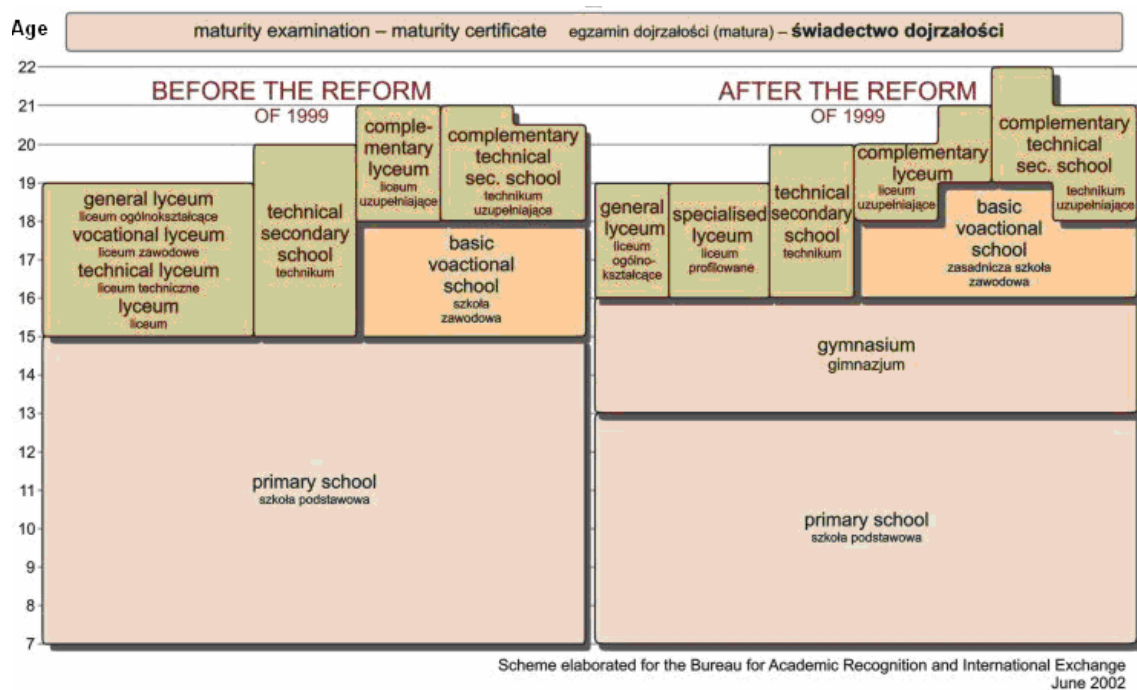 Age
maturity examination – maturity certificate egzamin dojrzałości (matura) – świadectwo dojrzałości
BEFORE THE REFORM
OF 1999
AFTER THE REFORM
OF 1999
22
21
20
19
18
17
16
15
14
13
12
11
10
9
8
7
general lyceum
liceum ogólnokształcące
vocational lyceum
liceum zawodowe
technical lyceum
liceum techniczne
lyceum
liceum
technical
secondary
school
technikum
comple-
mentary
lyceum
liceum
uzupełniające
complementary
technical
sec. school
technikum
uzupełniające
basic
voactional
school
szkoła
zawodowa
primary school
szkoła podstawowa
general
lyceum
liceum
ogólno-
kształcące
specialised
lyceum
liceum
profilowane
technical
secondary
school
technikum
complementary
lyceum
liceum
uzupełniające
complementary
technical
sec. school
technikum
uzupełniające
basic
voactional
school
zasadnicza szkoła
zawodowa
gymnasium
gimnazjum
primary school
szkoła podstawowa
Scheme elaborated for the Bureau for Academic Recognition and International Exchange
June 2002